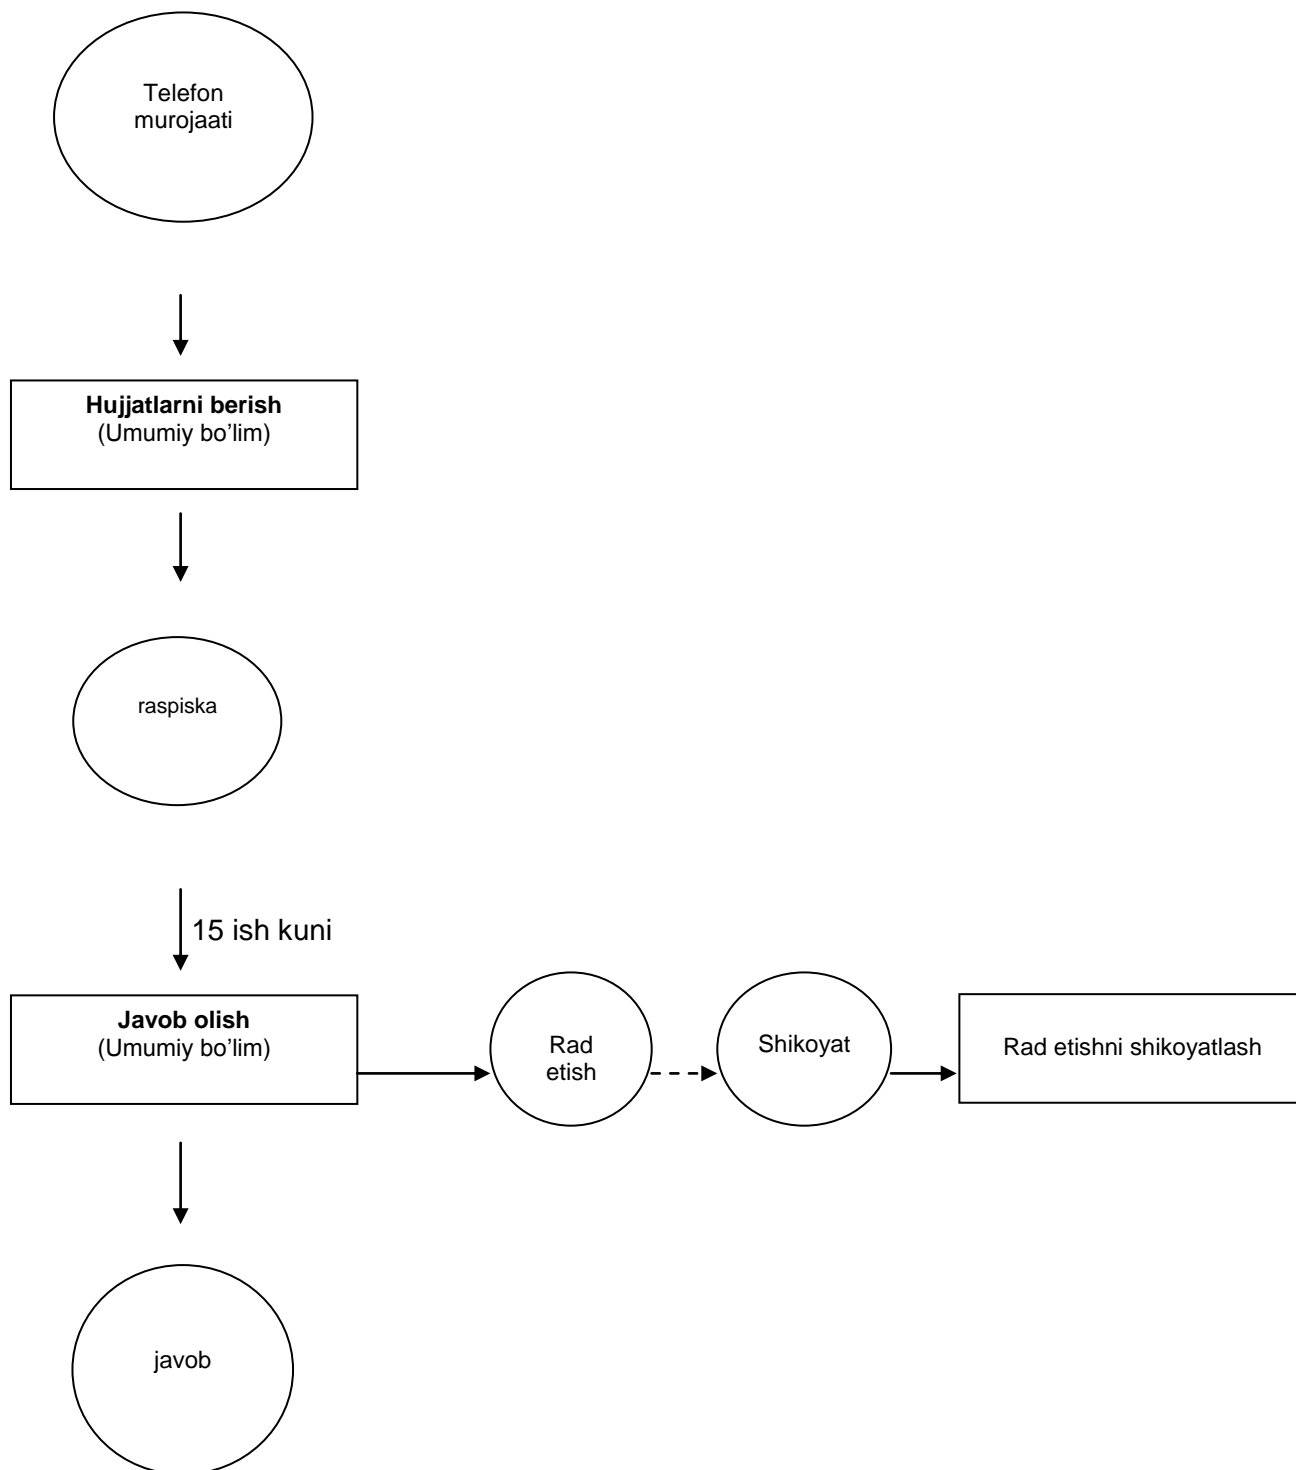 Telefon
murojaati
Hujjatlarni berish
(Umumiy bo’lim)
raspiska
15 ish kuni
Javob olish
(Umumiy bo’lim)
Rad
etish
Shikoyat
Rad etishni shikoyatlash
javob